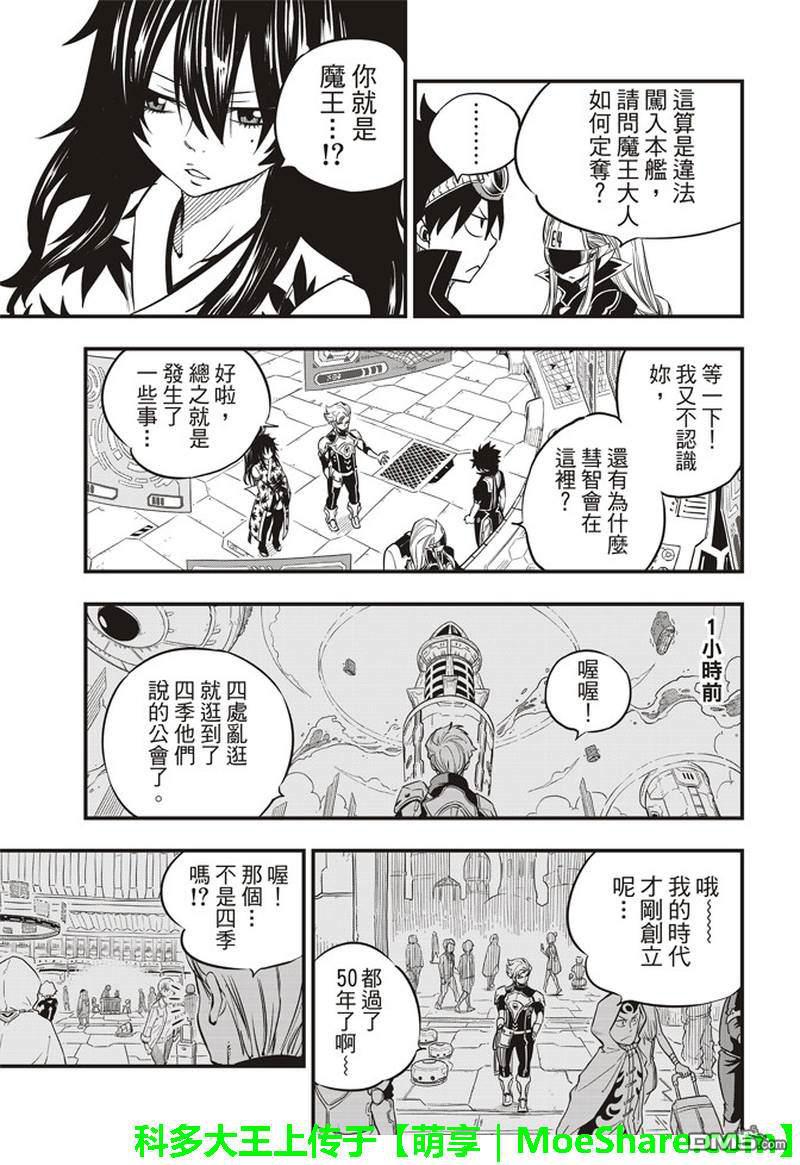 這算是違法
闖入本艦，
請問魔王大人
如何定奪？
……
你就是
魔王…!?
E4
等一下！
我又不認識
妳，
還有為什麼
彗智會在
這裡？
好啦，
總之就是
發生了
一些事…
X84
1小時前
喔喔！
四處亂逛
就逛到了
四季他們
說的公會了。
哦～～
我的時代
才剛創立
呢…
都過了
50年了啊～
喔！
那個…
不是四季
嗎!?
科多大王上传子【萌享｜MoeShare
DM5.com
】